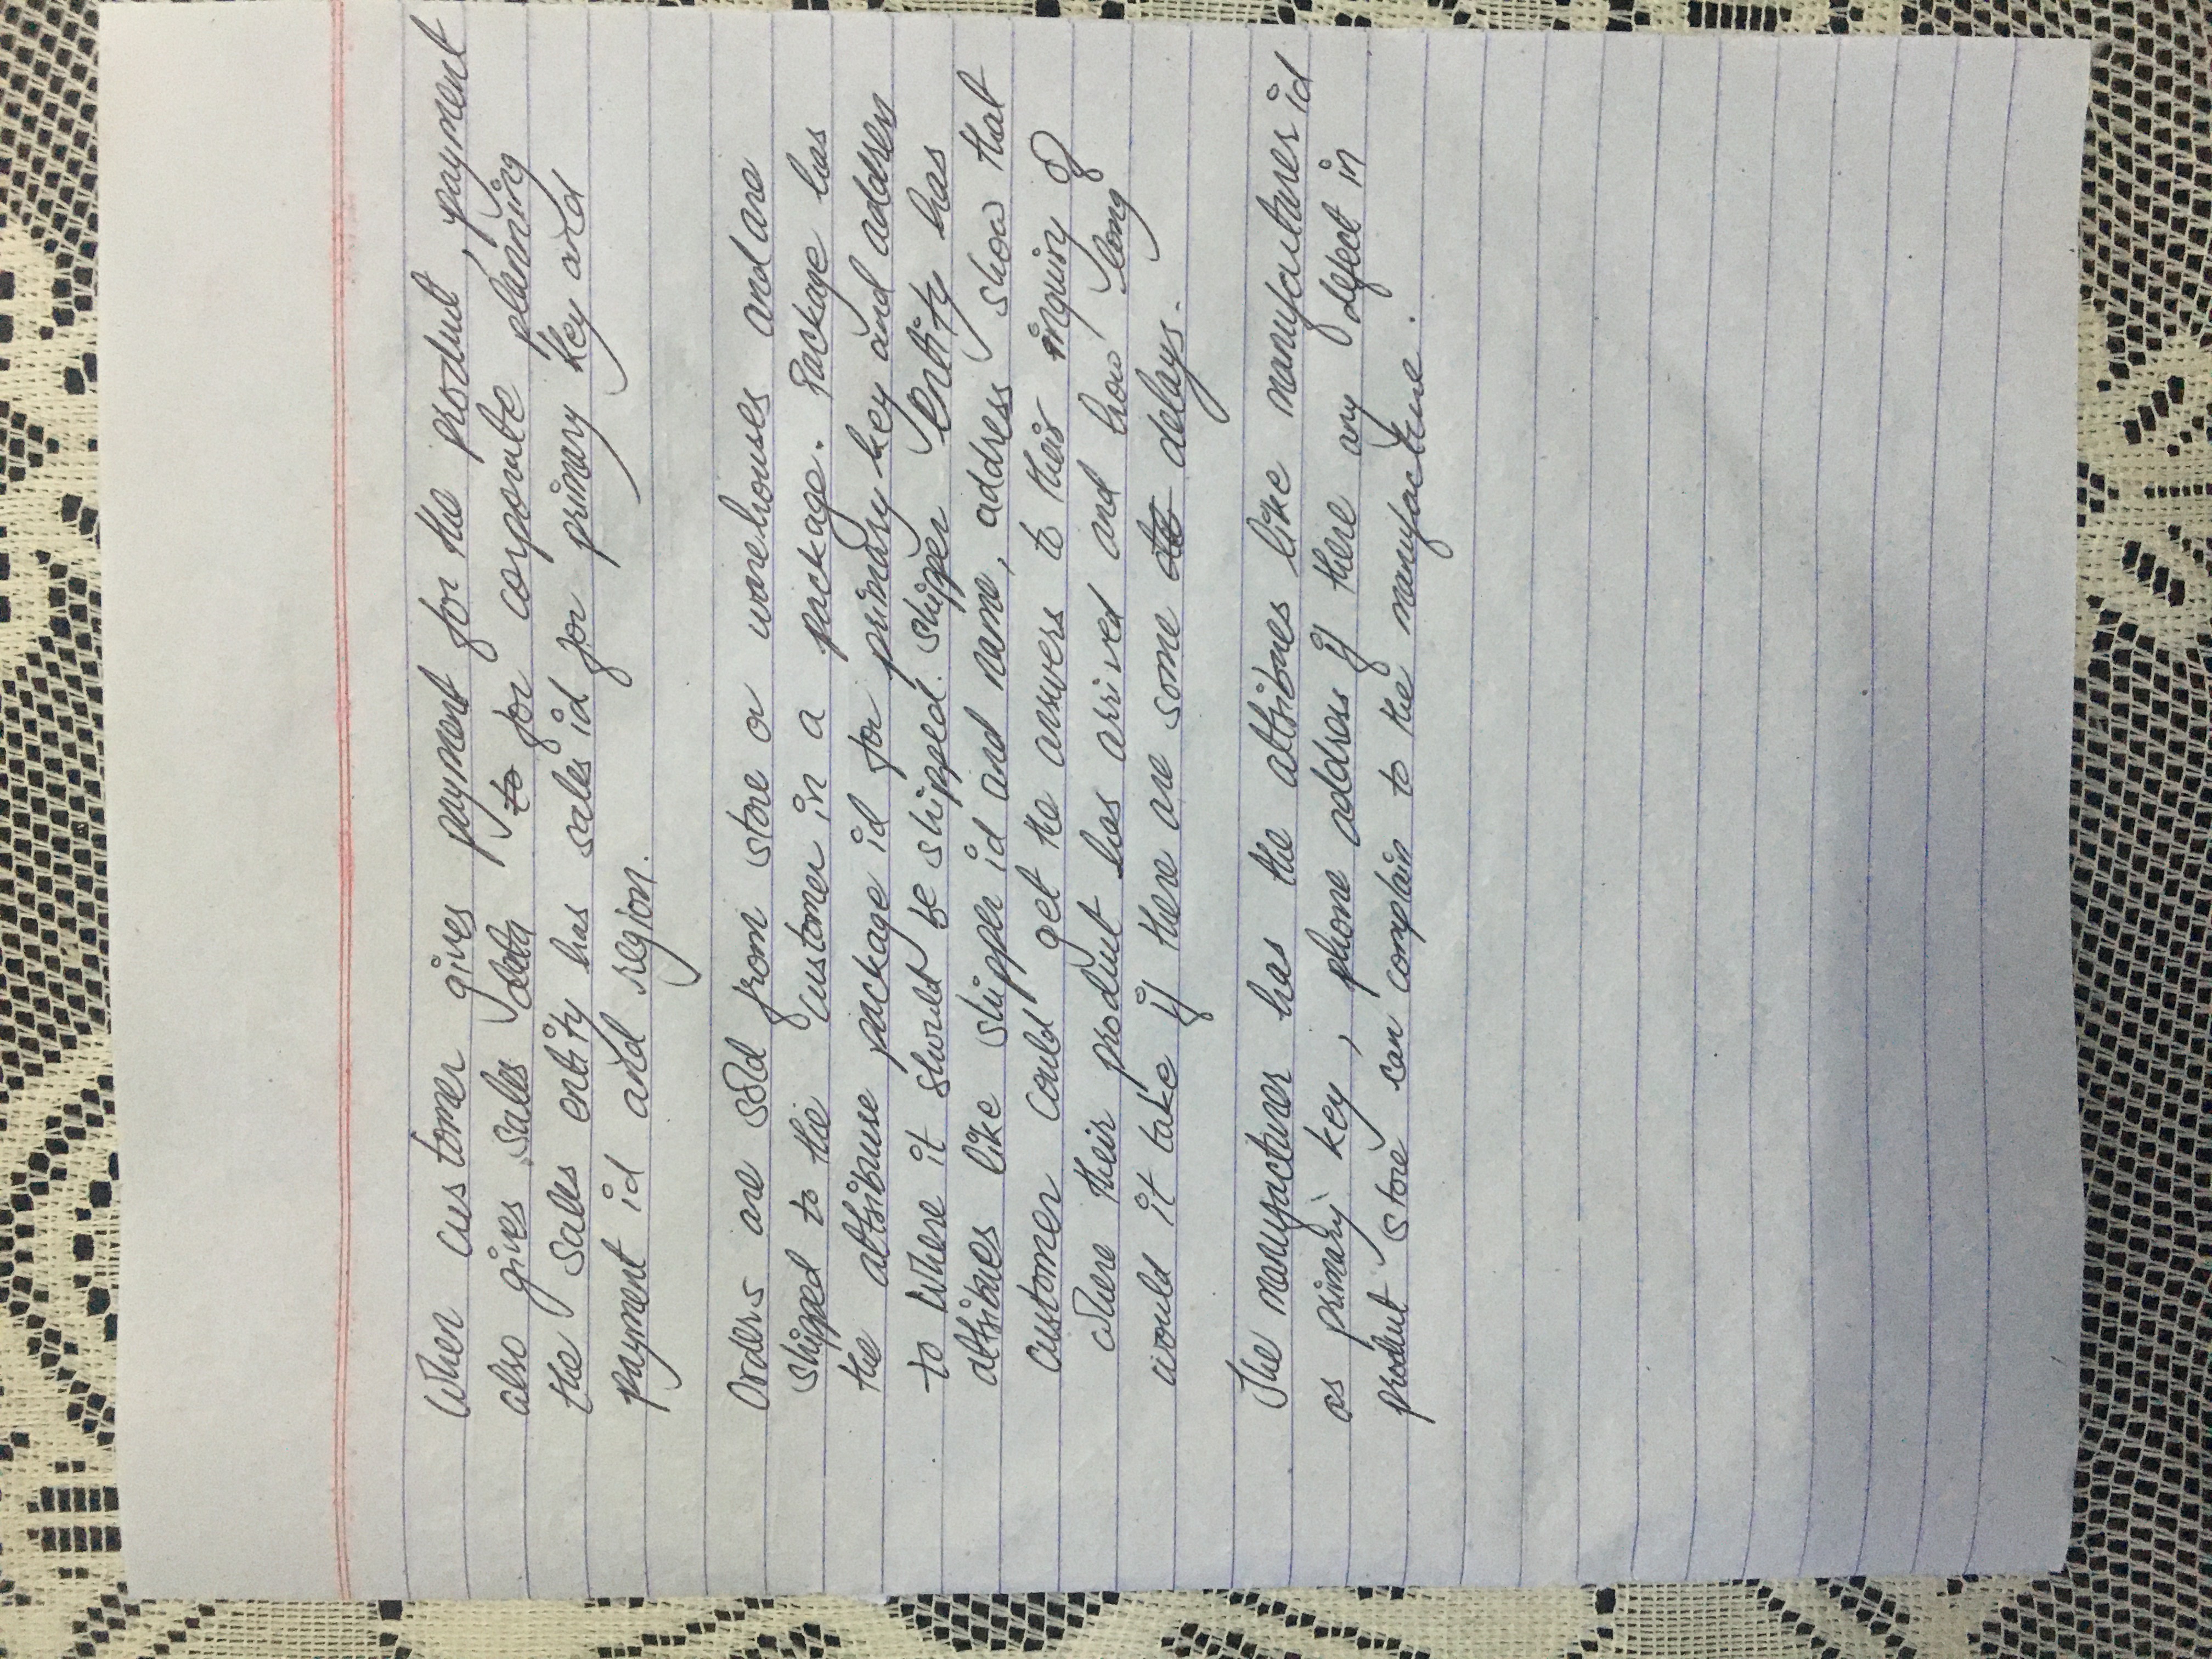 When customer gives payment for the product, payment
also gives sales data to for corporate planning
the sales entity has sales id for primary key and
payment id and region.
Orders are sold from store or warehouses and are
shipped to the customer in a package. Package has
the attribuue package id for primary key and address
to where it should be shipped. shipper Entity has
attribues like shipper id and name, address show that
customer could get the answers to their inquiry of
where their product has arrived and how long
would it take if there are some delays.
The manufacturer has the attribues like manufacturer id
as primary key, phone address if there any defect in
product store can complain to the manufacture.